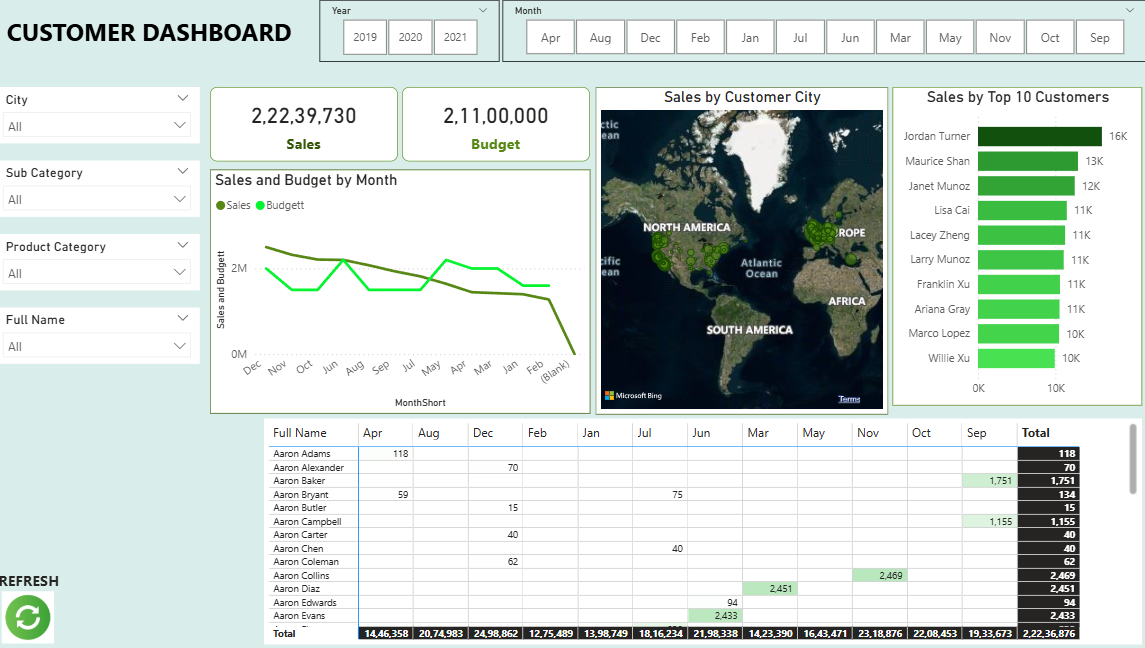 CUSTOMER DASHBOARD
Year
2019 2020 2021
Month
Apr Aug Dec Feb Jan Jul Jun Mar May Nov Oct Sep
City
All
Sub Category
All
Product Category
All
Full Name
All
2,22,39,730
Sales
2,11,00,000
Budget
Sales and Budget by Month
Sales Budgett
Sales and Budgett
2M
0M
Dec Nov Oct Jun Aug Sep Jul May Apr Mar Jan Feb (Blank)
MonthShort
Sales by Customer City
ctic
ean
NORTH AMERICA
ROPE
cific
ean
Atlantic
Ocean
AFRICA
SOUTH AMERICA
Microsoft Bing
Terms
Sales by Top 10 Customers
Jordan Turner 16K
Maurice Shan 13K
Janet Munoz 12K
Lisa Cai 11K
Lacey Zheng 11K
Larry Munoz 11K
Franklin Xu 11K
Ariana Gray 11K
Marco Lopez 10K
Willie Xu 10K
0K 10K
Full Name Apr Aug Dec Feb Jan Jul Jun Mar May Nov Oct Sep Total
Aaron Adams 118 118
Aaron Alexander 70 70
Aaron Baker 1,751 1,751
Aaron Bryant 59 75 134
Aaron Butler 15 15
Aaron Campbell 1,155 1,155
Aaron Carter 40 40
Aaron Chen 40 40
Aaron Coleman 62 62
Aaron Collins 2,469 2,469
Aaron Diaz 2,451 2,451
Aaron Edwards 94 94
Aaron Evans 2,433 2,433
Total 14,46,358 20,74,983 24,98,862 12,75,489 13,98,749 18,16,234 21,98,338 14,23,390 16,43,471 23,18,876 22,08,453 19,33,673 2,22,36,876
REFRESH